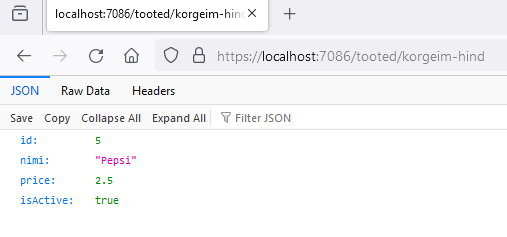 localhost:7086/tooted/korgeim-hind
https://localhost:7086/tooted/korgeim-hind
JSON Raw Data Headers
Save Copy Collapse All Expand All Filter JSON
id: 5
nimi: "Pepsi"
price: 2.5
isActive: true